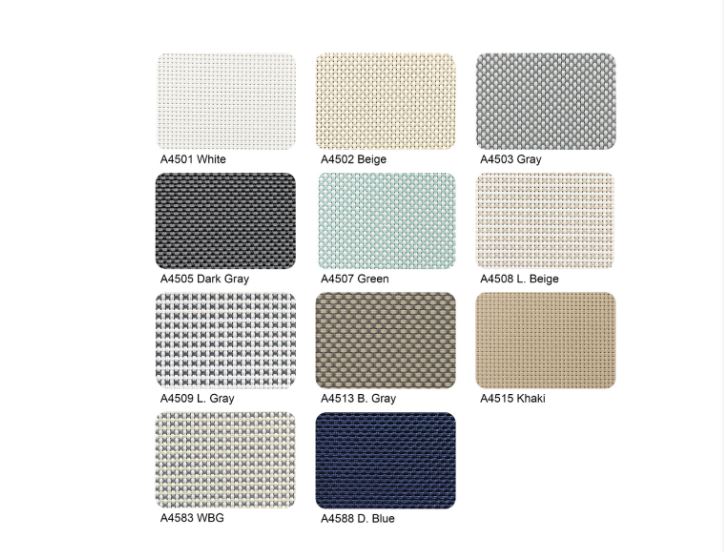 A4501 White
A4502 Beige
A4503 Gray
A4505 Dark Gray
A4507 Green
A4508 L. Beige
A4509 L. Gray
A4513 B. Gray
A4515 Khaki
A4583 WBG
A4588 D. Blue